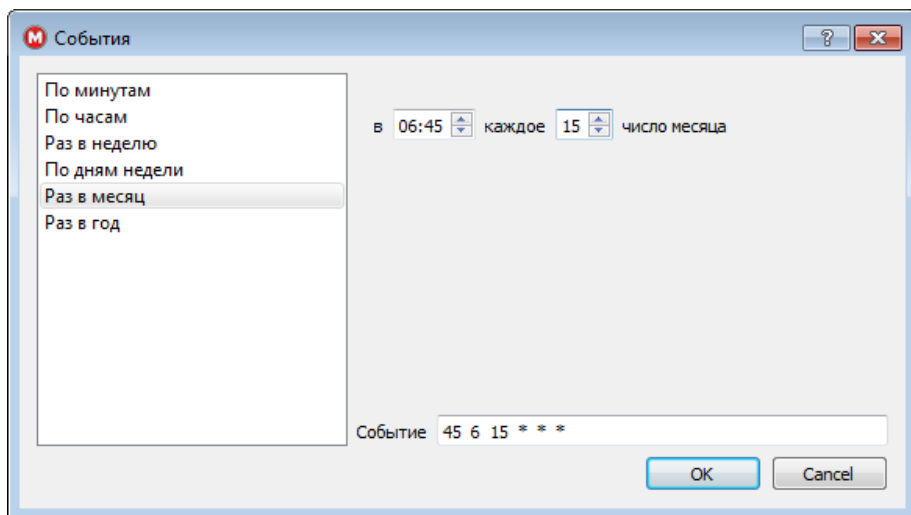 События
По минутам
По часам
Раз в неделю
По дням недели
Раз в месяц
Раз в год
в 06:45 каждое 15 число месяца
Событие 45 6 15 * * *
OK Cancel